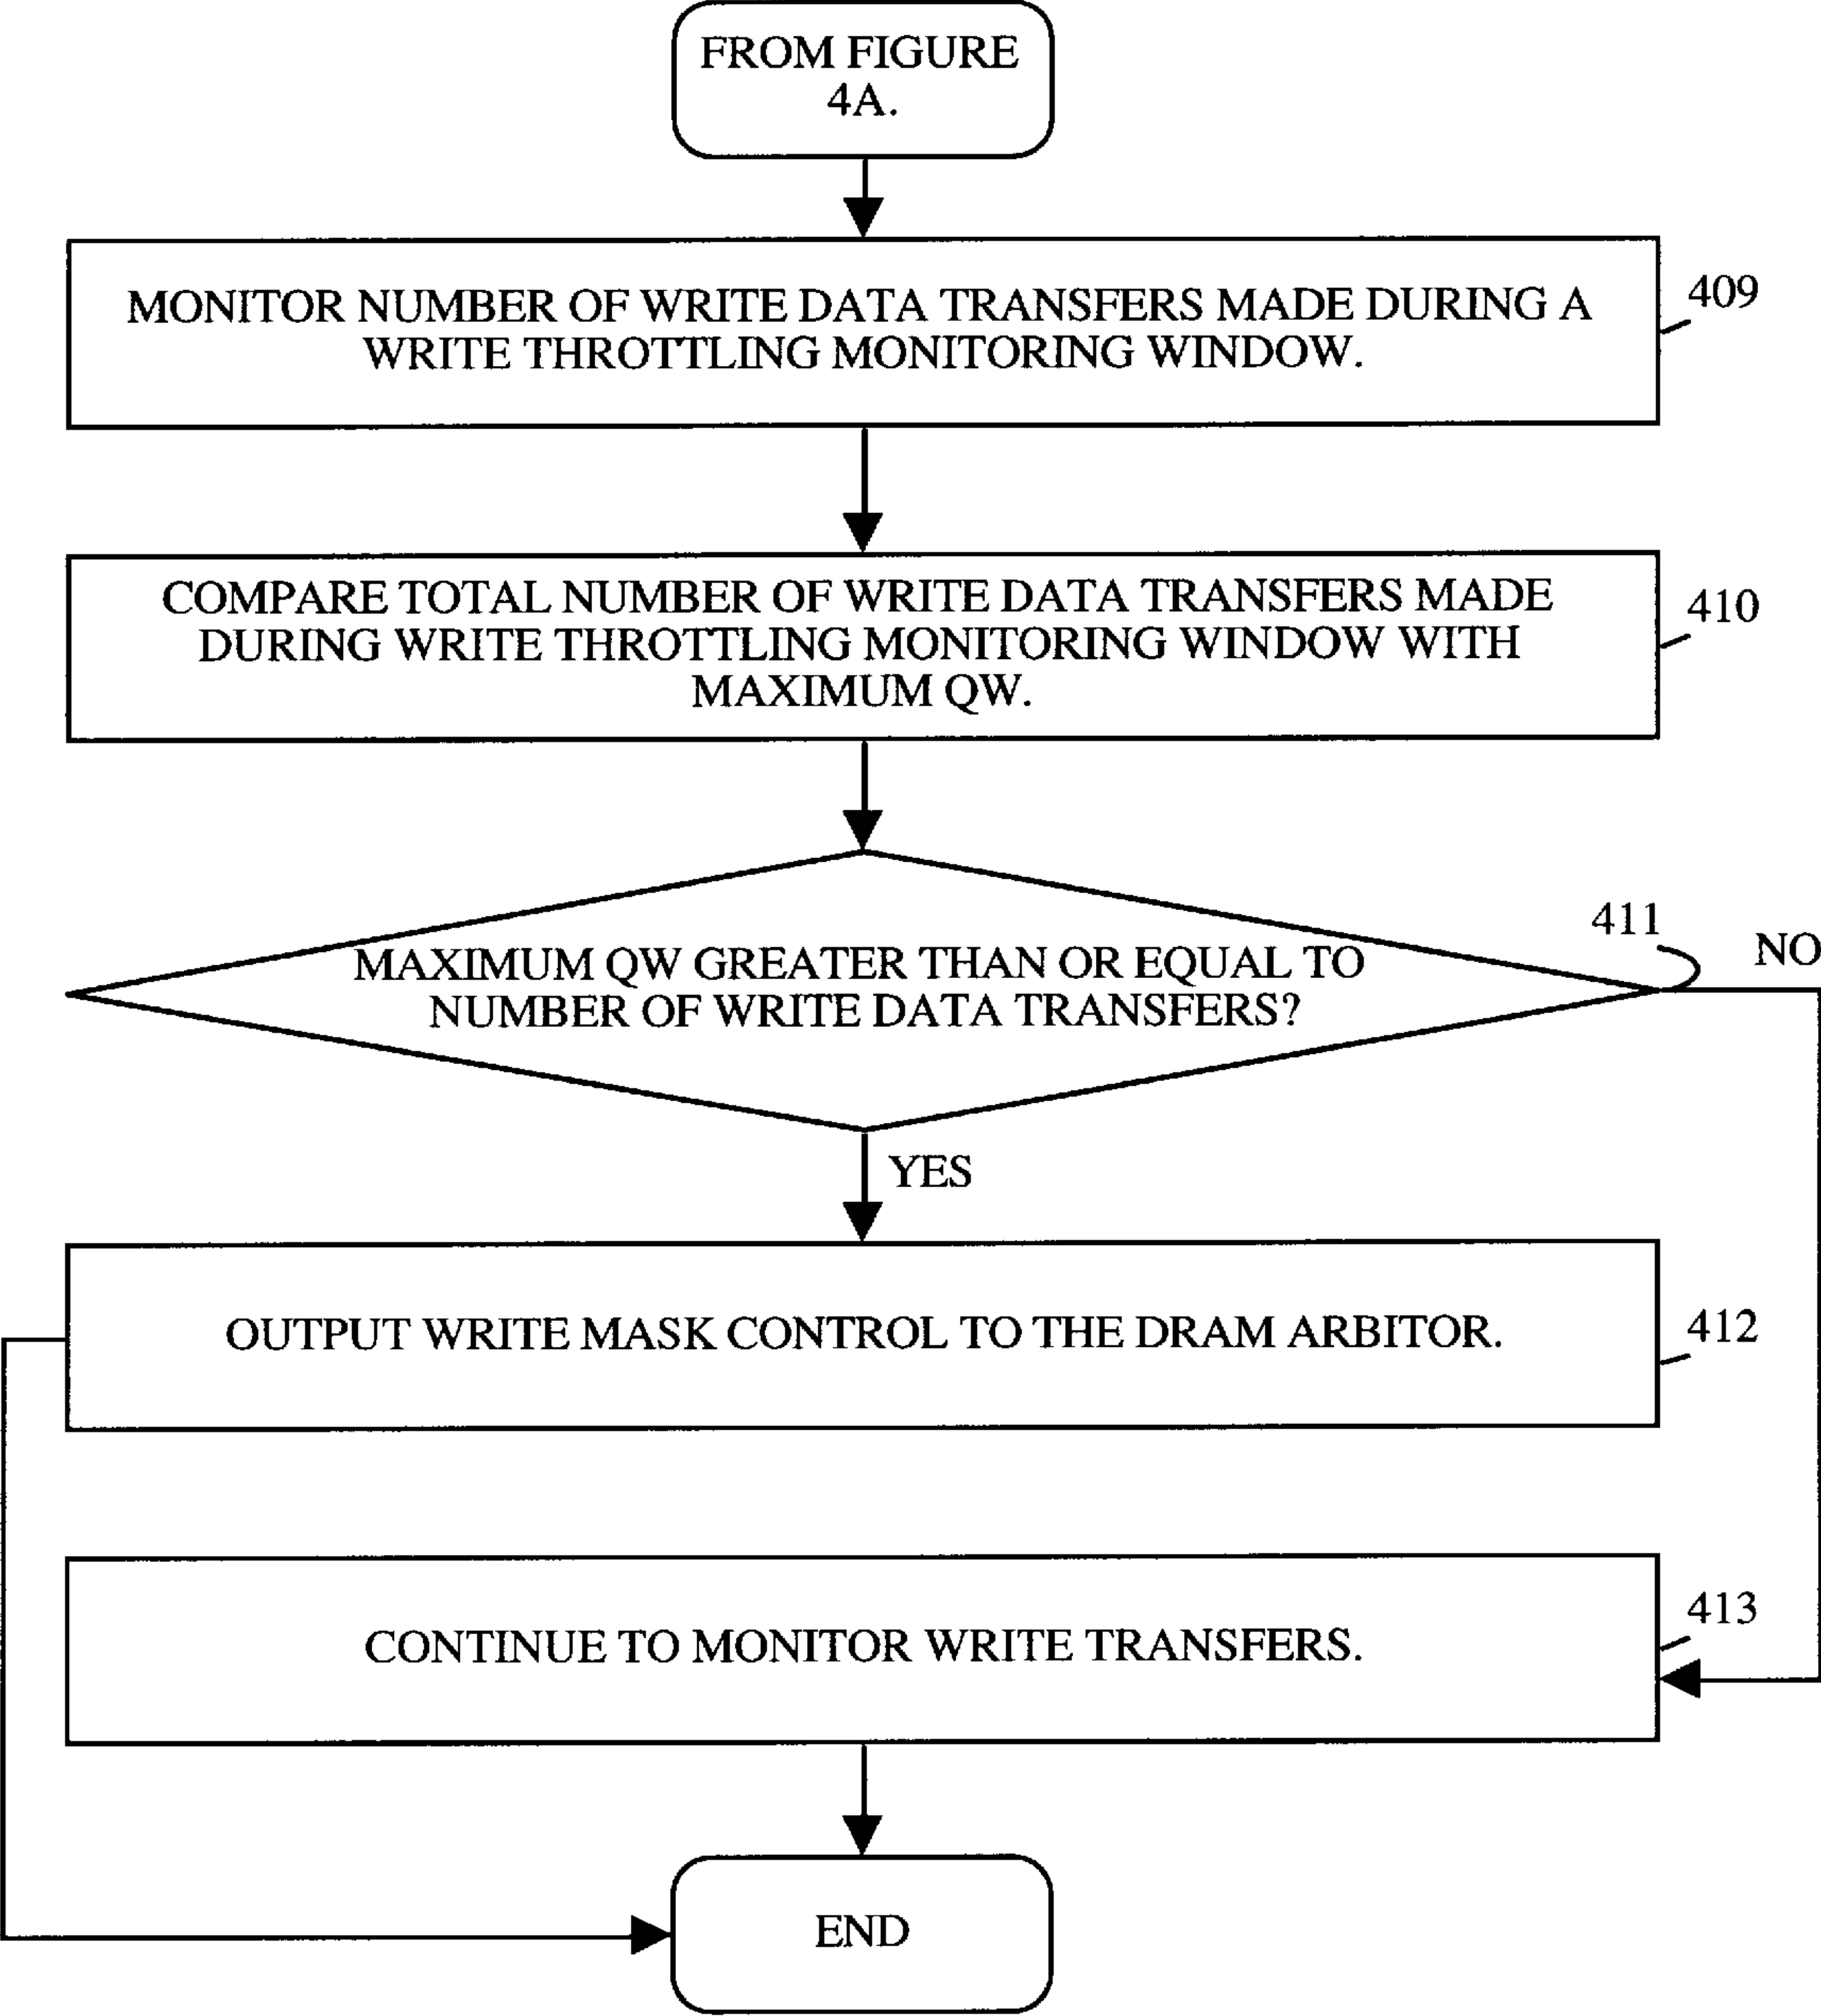 FROM FIGURE
4A.
MONITOR NUMBER OF WRITE DATA TRANSFERS MADE DURING A
WRITE THROTTLING MONITORING WINDOW.
409
COMPARE TOTAL NUMBER OF WRITE DATA TRANSFERS MADE
DURING WRITE THROTTLING MONITORING WINDOW WITH
MAXIMUM QW.
410
MAXIMUM QW GREATER THAN OR EQUAL TO
NUMBER OF WRITE DATA TRANSFERS?
411
NO
YES
OUTPUT WRITE MASK CONTROL TO THE DRAM ARBITOR.
412
CONTINUE TO MONITOR WRITE TRANSFERS.
413
END